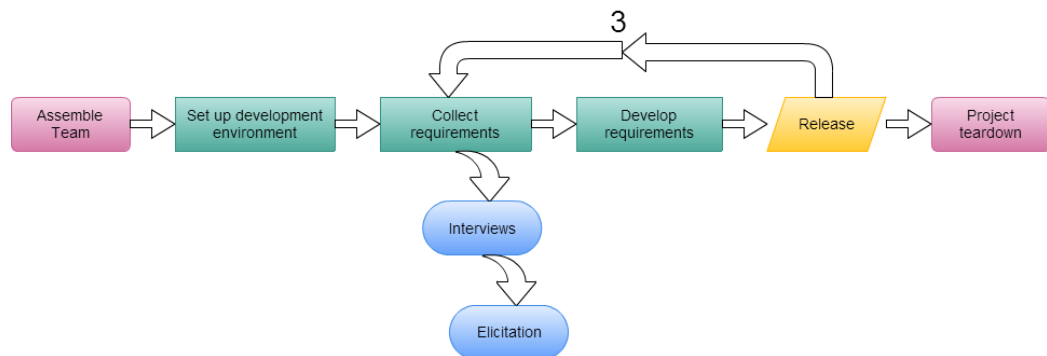 3
Assemble
Team
Set up development
environment
Collect
requirements
Develop
requirements
Release
Project
teardown
Interviews
Elicitation